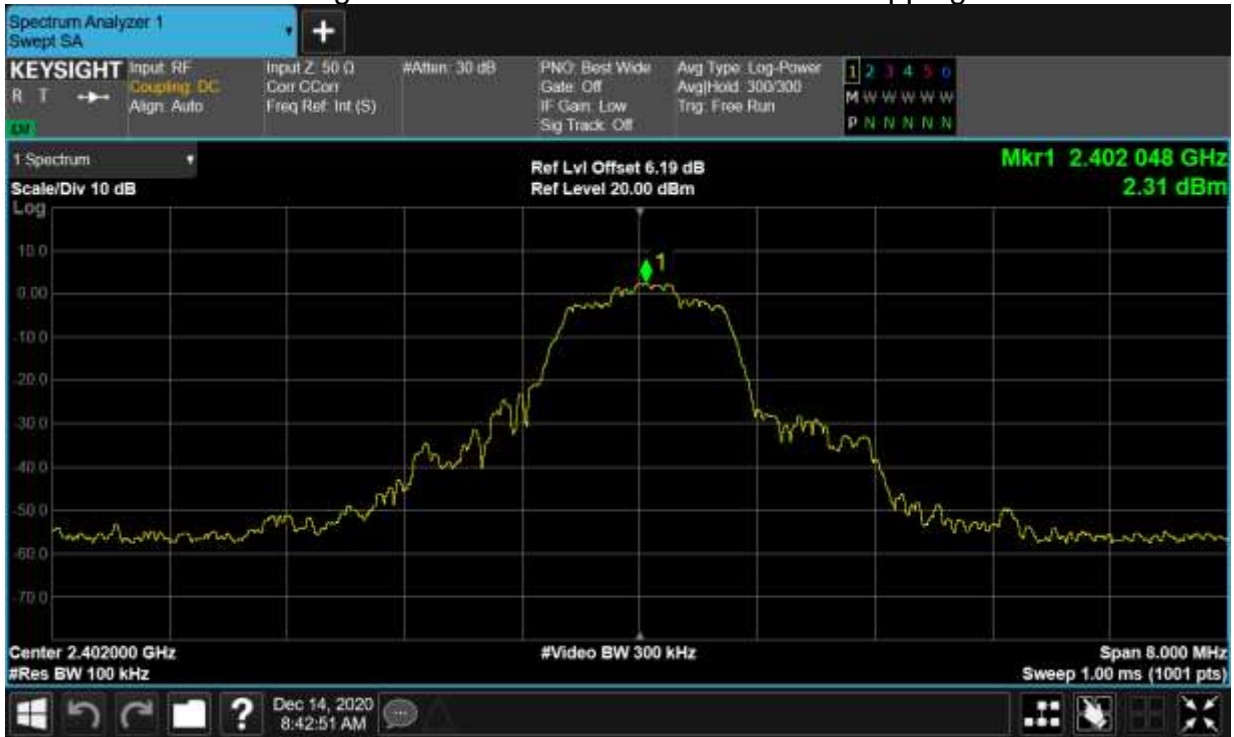 Spectrum Analyzer 1
Swept SA
+
KEYSIGHT Input: RF Input Z: 50 Ω #Atten: 30 dB PNO: Best Wide Avg Type: Log-Power 1 2 3 4 5 6
R T Coupling: DC Corr CCorr Gate: Off Avg|Hold: 300/300 M W W W W W
Align: Auto Freq Ref: Int (S) IF Gain: Low Trig: Free Run
Sig Track: Off P N N N N N
1 Spectrum Ref Lvl Offset 6.19 dB Mkr1 2.402 048 GHz
Scale/Div 10 dB Ref Level 20.00 dBm 2.31 dBm
Log
10.0
1
0.00
-10.0
-20.0
-30.0
-40.0
-50.0
-60.0
-70.0
Center 2.402000 GHz #Video BW 300 kHz Span 8.000 MHz
#Res BW 100 kHz Sweep 1.00 ms (1001 pts)
? Dec 14, 2020
8:42:51 AM